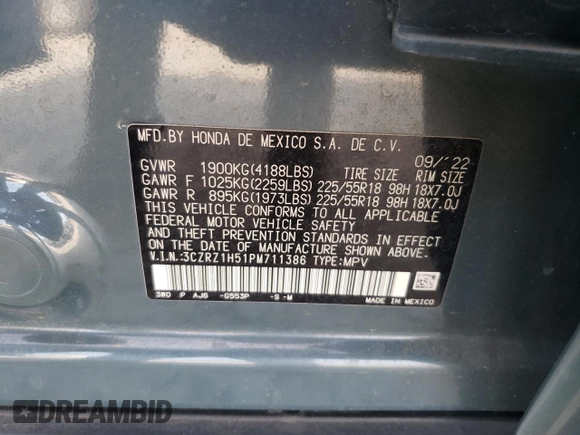 MFD.BY HONDA DE MEXICO S.A. DE C.V.
09/'22
GVWR 1900KG(4188LBS) TIRE SIZE RIM SIZE
GAWR F 1025KG(2259LBS) 225/55R18 98H 18X7.0J
GAWR R 895KG(1973LBS) 225/55R18 98H 18X7.0J
THIS VEHICLE CONFORMS TO ALL APPLICABLE
FEDERAL MOTOR VEHICLE SAFETY
AND THEFT PREVENTION STANDARDS IN EFFECT
ON THE DATE OF MANUFACTURE SHOWN ABOVE.
V.I.N.:3CZRZ1H51PM711386 TYPE:MPV
3W0 P AJ6 -G553P -S -M
MADE IN MEXICO
DREAMBID